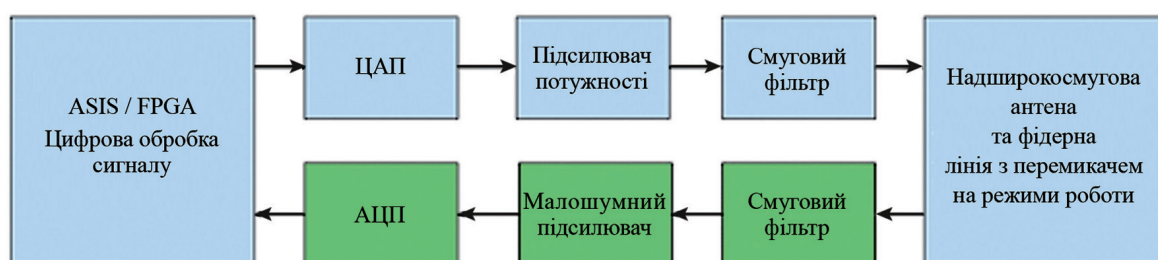 ASIS / FPGA
Цифрова обробка
сигналу
ЦАП
Підсилювач
потужності
Смуговий
фільтр
Надширокосмугова
антена
та фідерна
лінія з перемикачем
на режими роботи
АЦП
Малошумний
підсилювач
Смуговий
фільтр